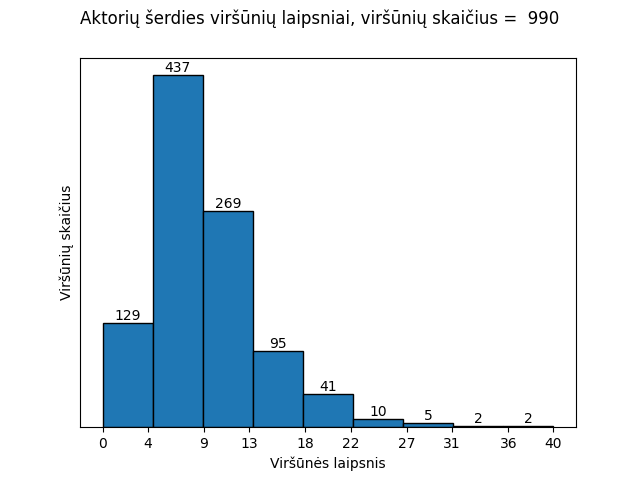 Aktorių šerdies viršūnių laipsniai, viršūnių skaičius =  990
437
269
129
95
41
10
5
2
2
Viršūnių skaičius
0 4 9 13 18 22 27 31 36 40
Viršūnės laipsnis